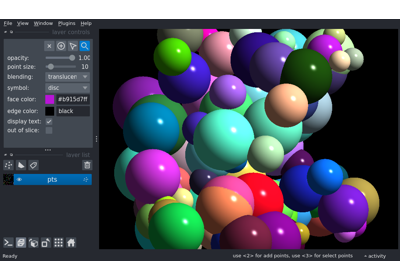 File View Window Plugins Help
layer controls
opacity: 1.00
point size: 10
blending: translucen
symbol: disc
face color: #b915d7ff
edge color: black
display text:
out of slice:
layer list
pts
Ready use <2> for add points, use <3> for select points activity